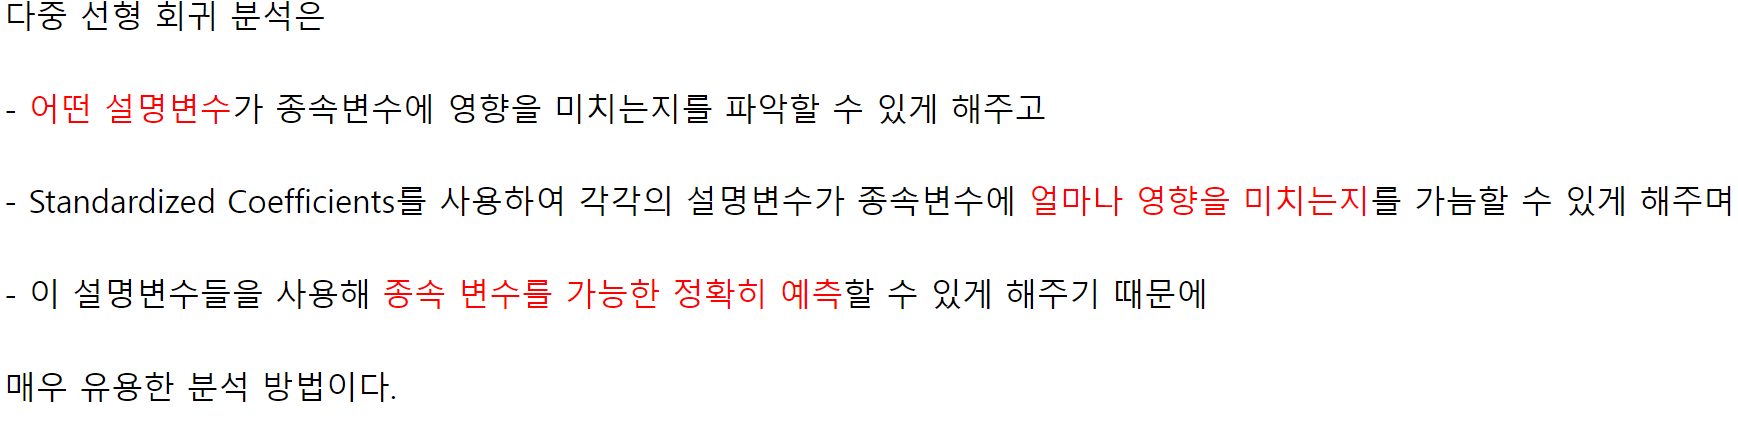 다중 선형 회귀 분석은
- 어떤 설명변수가 종속변수에 영향을 미치는지를 파악할 수 있게 해주고
- Standardized Coefficients를 사용하여 각각의 설명변수가 종속변수에 얼마나 영향을 미치는지를 가늠할 수 있게 해주며
- 이 설명변수들을 사용해 종속 변수를 가능한 정확히 예측할 수 있게 해주기 때문에
매우 유용한 분석 방법이다.